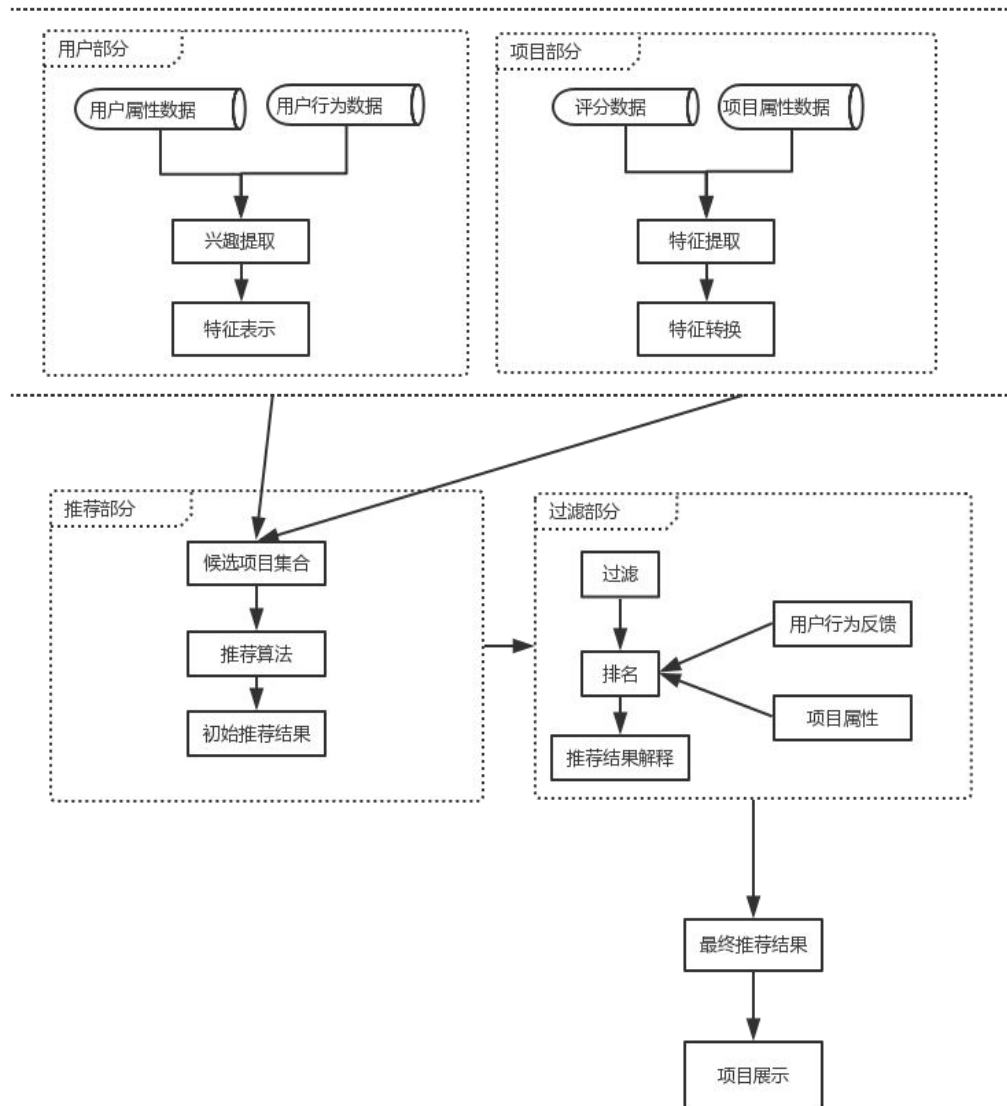 用户部分
项目部分
用户属性数据
用户行为数据
评分数据
项目属性数据
兴趣提取
特征提取
特征表示
特征转换
推荐部分
过滤部分
候选项目集合
过滤
用户行为反馈
推荐算法
排名
项目属性
初始推荐结果
推荐结果解释
最终推荐结果
项目展示